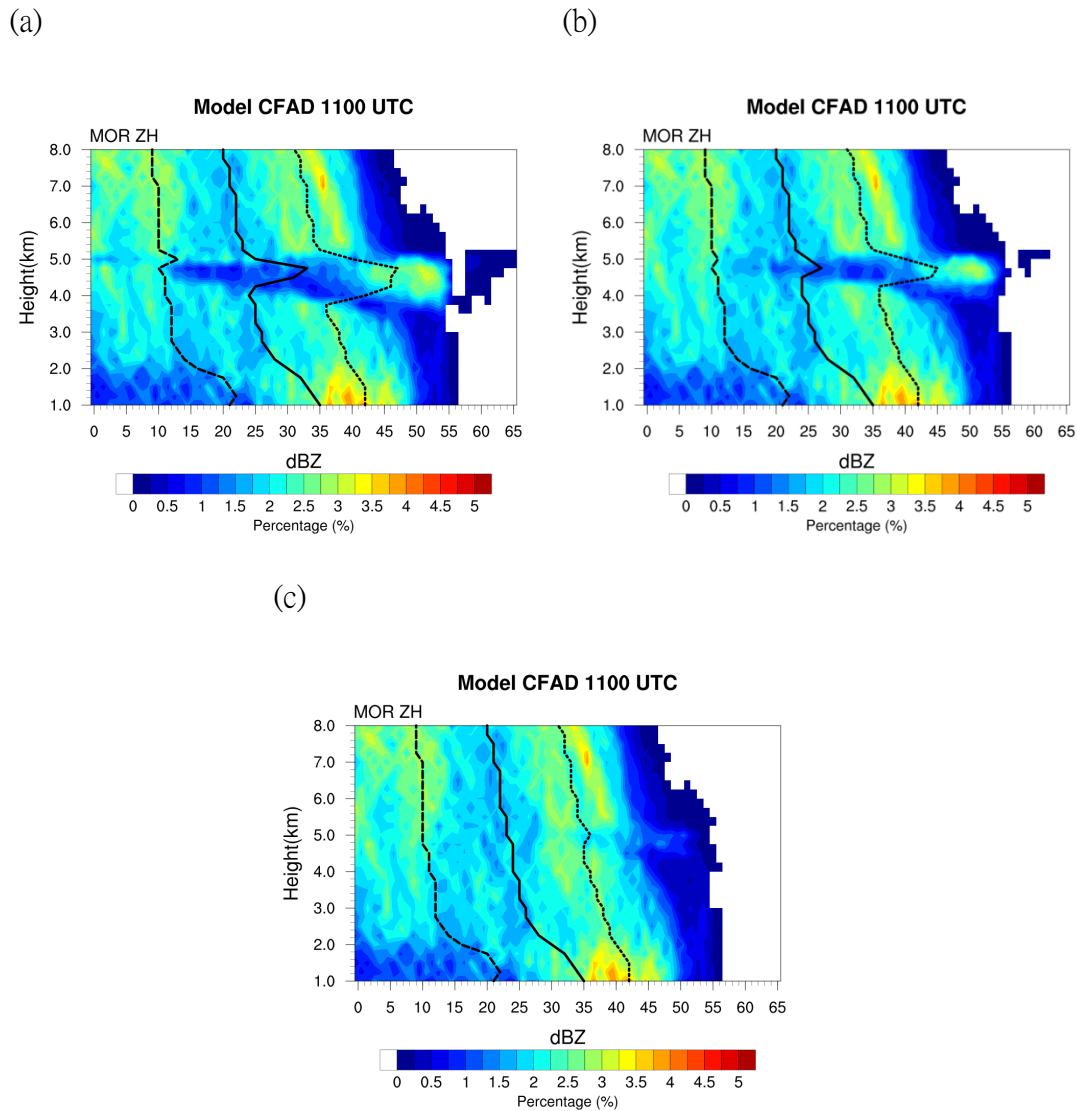 (a)
(b)
Model CFAD 1100 UTC
Model CFAD 1100 UTC
MOR ZH
MOR ZH
8.0
7.0
6.0
5.0
4.0
3.0
2.0
1.0
Height(km)
0 5 10 15 20 25 30 35 40 45 50 55 60 65
dBZ
0 0.5 1 1.5 2 2.5 3 3.5 4 4.5 5
Percentage (%)
8.0
7.0
6.0
5.0
4.0
3.0
2.0
1.0
Height(km)
0 5 10 15 20 25 30 35 40 45 50 55 60 65
dBZ
0 0.5 1 1.5 2 2.5 3 3.5 4 4.5 5
Percentage (%)
(c)
Model CFAD 1100 UTC
MOR ZH
8.0
7.0
6.0
5.0
4.0
3.0
2.0
1.0
Height(km)
0 5 10 15 20 25 30 35 40 45 50 55 60 65
dBZ
0 0.5 1 1.5 2 2.5 3 3.5 4 4.5 5
Percentage (%)